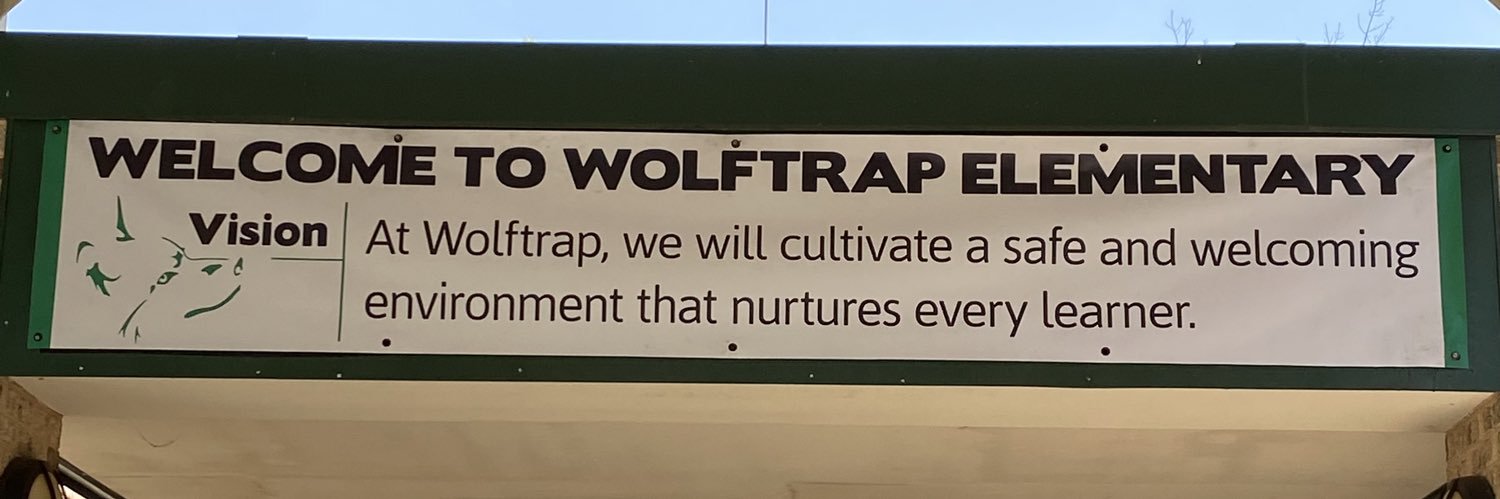 WELCOME TO WOLFTRAP ELEMENTARY
Vision
At Wolftrap, we will cultivate a safe and welcoming
environment that nurtures every learner.